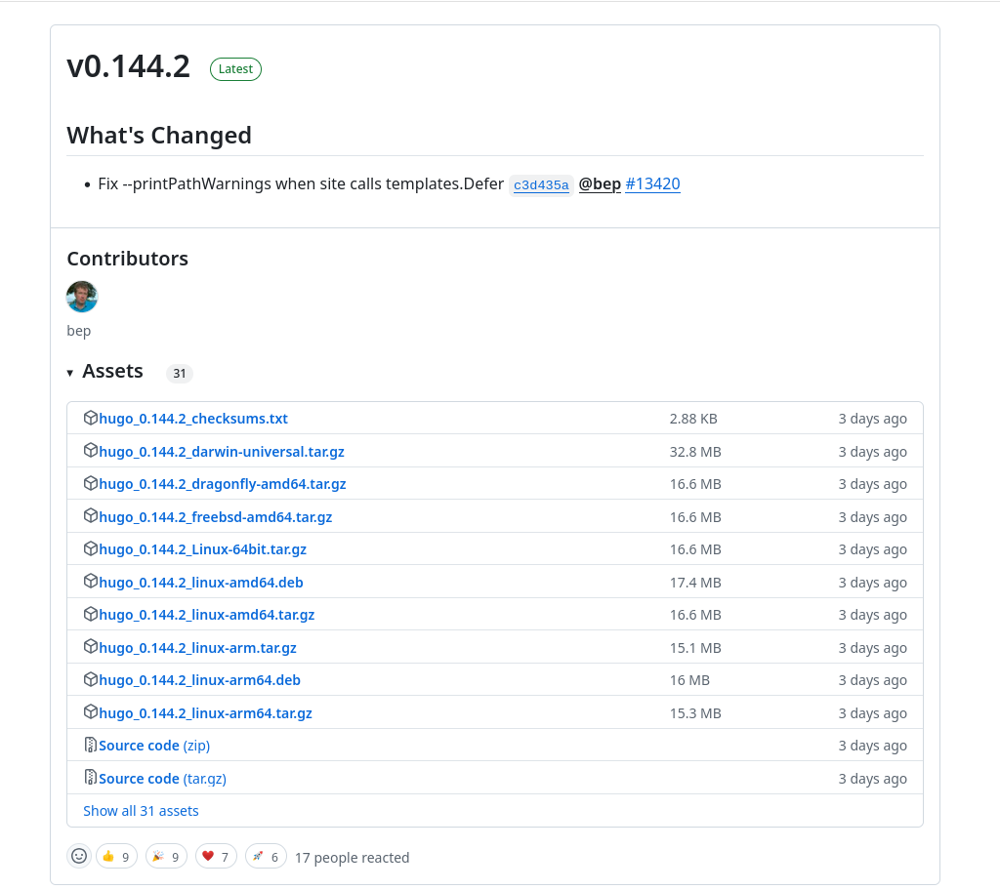 v0.144.2 Latest
What's Changed
• Fix --printPathWarnings when site calls templates.Defer c3d435a @bep #13420
Contributors
bep
▾ Assets 31
hugo_0.144.2_checksums.txt 2.88 KB 3 days ago
hugo_0.144.2_darwin-universal.tar.gz 32.8 MB 3 days ago
hugo_0.144.2_dragonfly-amd64.tar.gz 16.6 MB 3 days ago
hugo_0.144.2_freebsd-amd64.tar.gz 16.6 MB 3 days ago
hugo_0.144.2_Linux-64bit.tar.gz 16.6 MB 3 days ago
hugo_0.144.2_linux-amd64.deb 17.4 MB 3 days ago
hugo_0.144.2_linux-amd64.tar.gz 16.6 MB 3 days ago
hugo_0.144.2_linux-arm.tar.gz 15.1 MB 3 days ago
hugo_0.144.2_linux-arm64.deb 16 MB 3 days ago
hugo_0.144.2_linux-arm64.tar.gz 15.3 MB 3 days ago
Source code (zip) 3 days ago
Source code (tar.gz) 3 days ago
Show all 31 assets
👍 9 🎉 9 ❤️ 7 🚀 6 17 people reacted